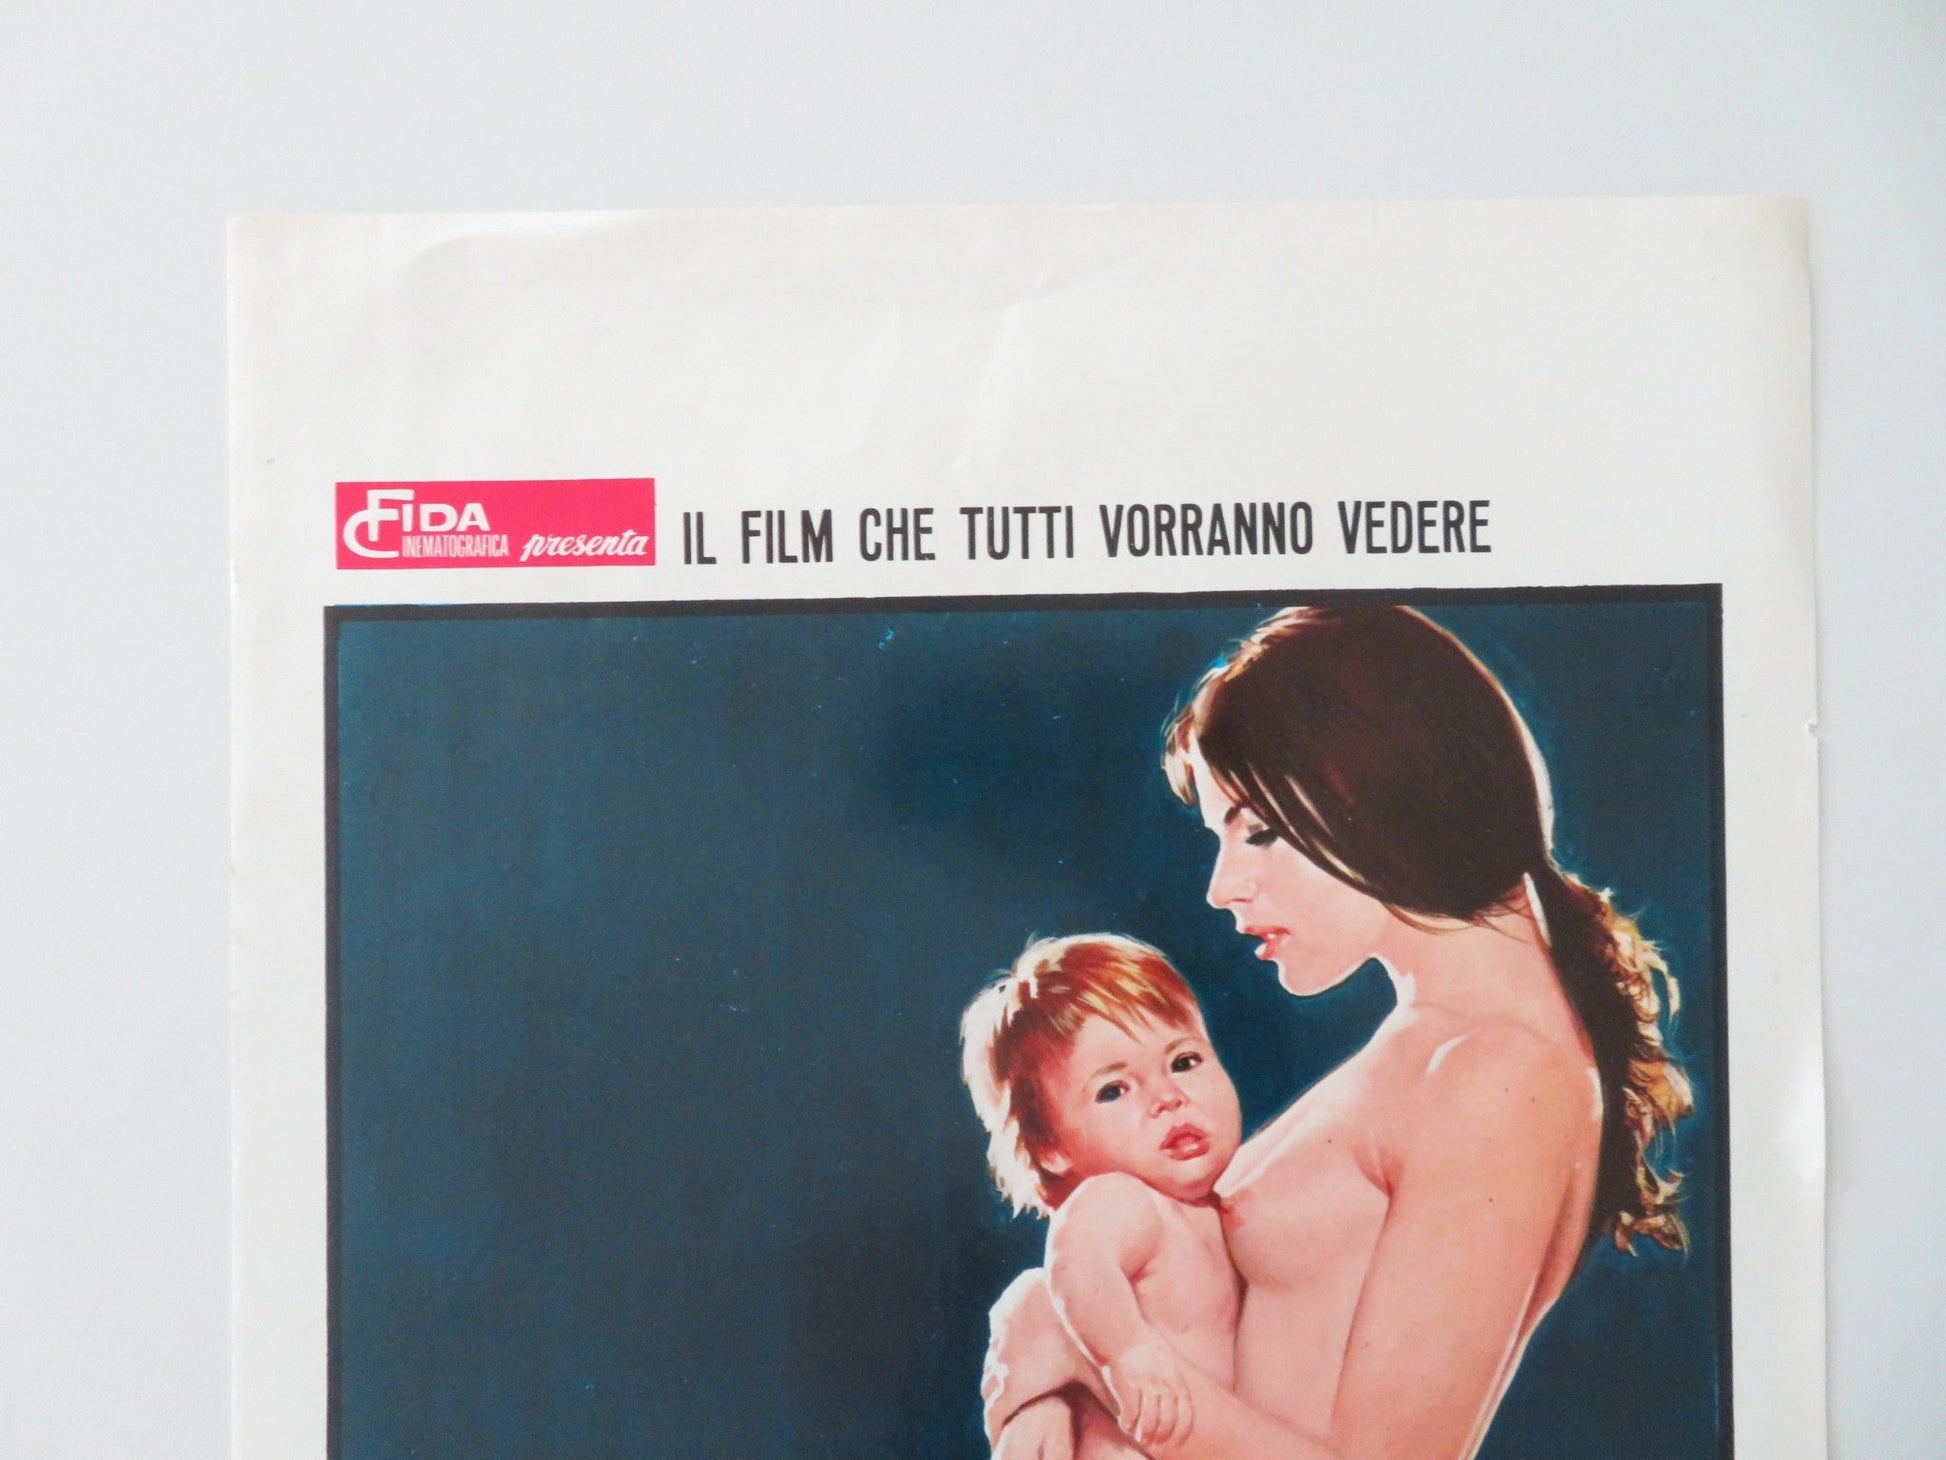 FIDA
CINEMATOGRAFICA presenta
IL FILM CHE TUTTI VORRANNO VEDERE